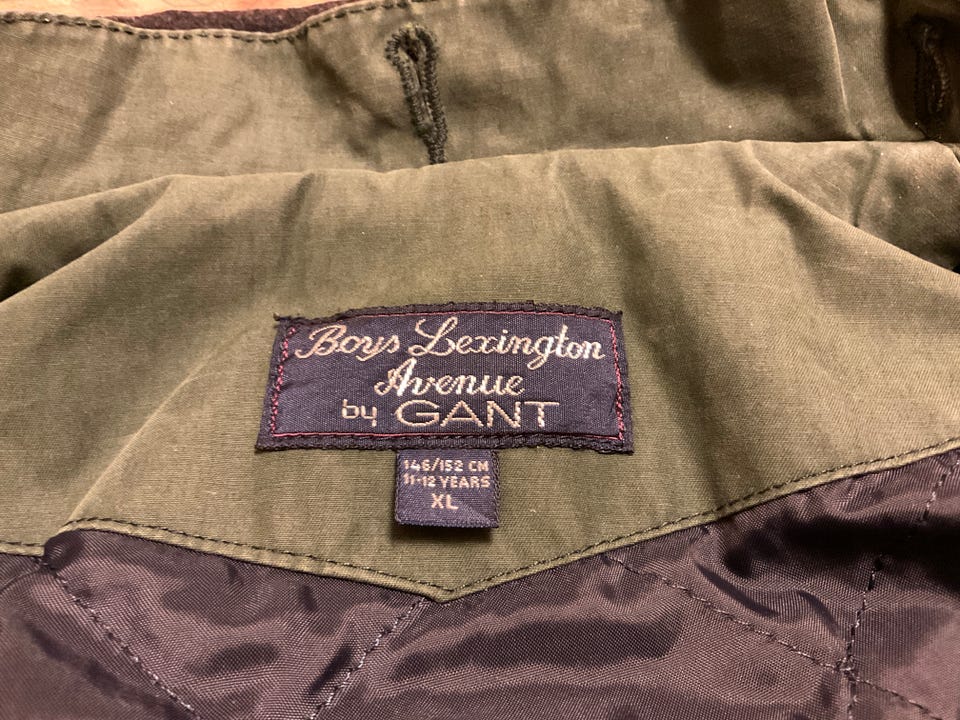 Boys Lexington
Avenue
by GANT
146/152 CM
11-12 YEARS
XL